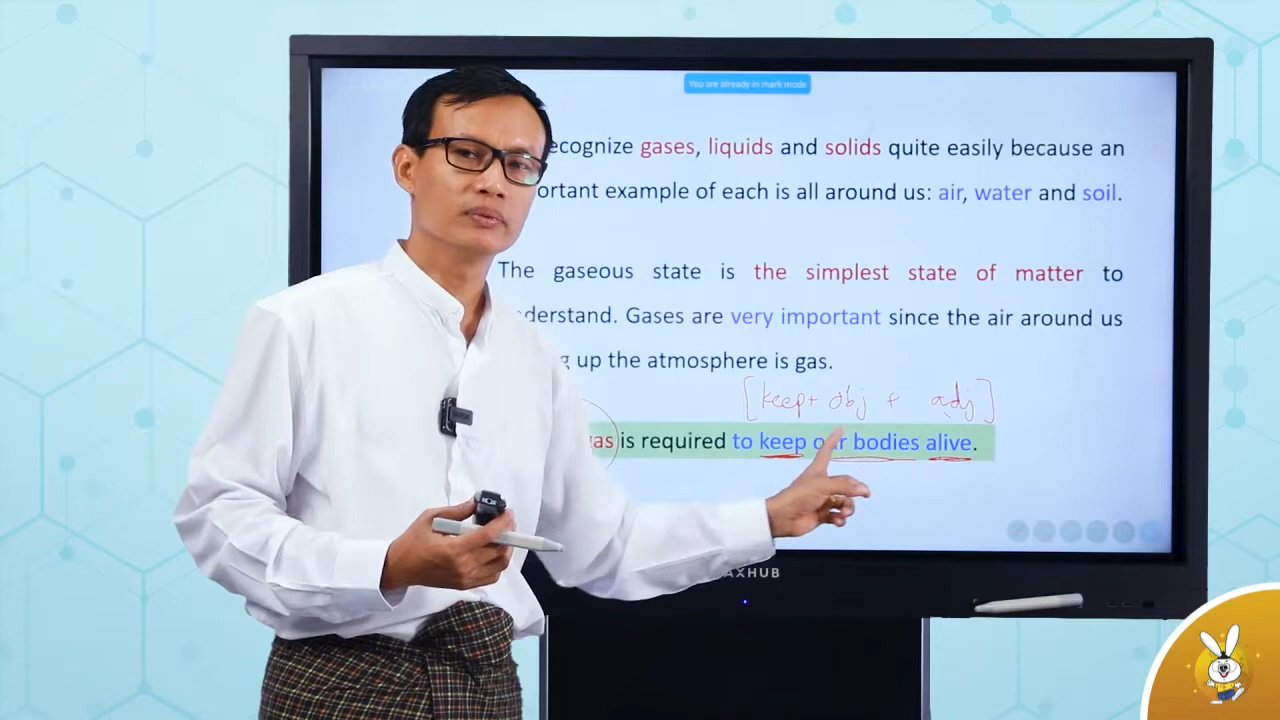 You are already in mark mode
ecognize gases, liquids and solids quite easily because an
portant example of each is all around us: air, water and soil.
The gaseous state is the simplest state of matter to
derstand. Gases are very important since the air around us
g up the atmosphere is gas.
[keep+ obj + adj]
gas is required to keep our bodies alive.
AXHUB